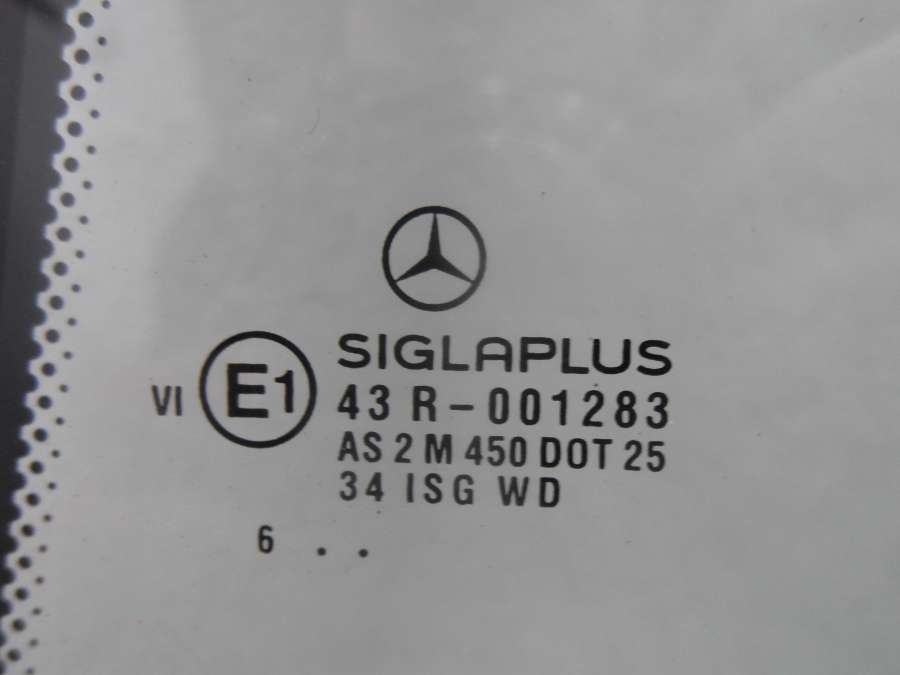 SIGLAPLUS
VI E1 43 R-001283
AS 2 M 450 DOT 25
34 ISG WD
6 . .